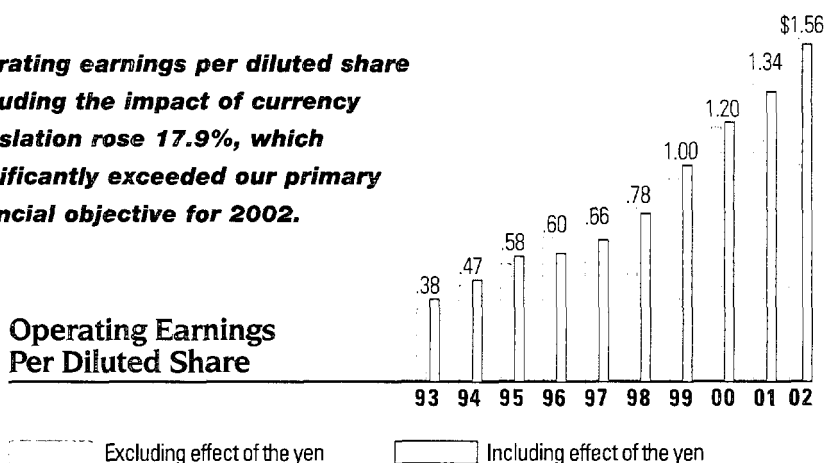 rating earnings per diluted share
uding the impact of currency
slation rose 17.9%, which
ificantly exceeded our primary
ncial objective for 2002.
$1.56
1.34
1.20
1.00
.78
.66
.60
.58
.47
.38
Operating Earnings
Per Diluted Share
93 94 95 96 97 98 99 00 01 02
Excluding effect of the yen Including effect of the yen